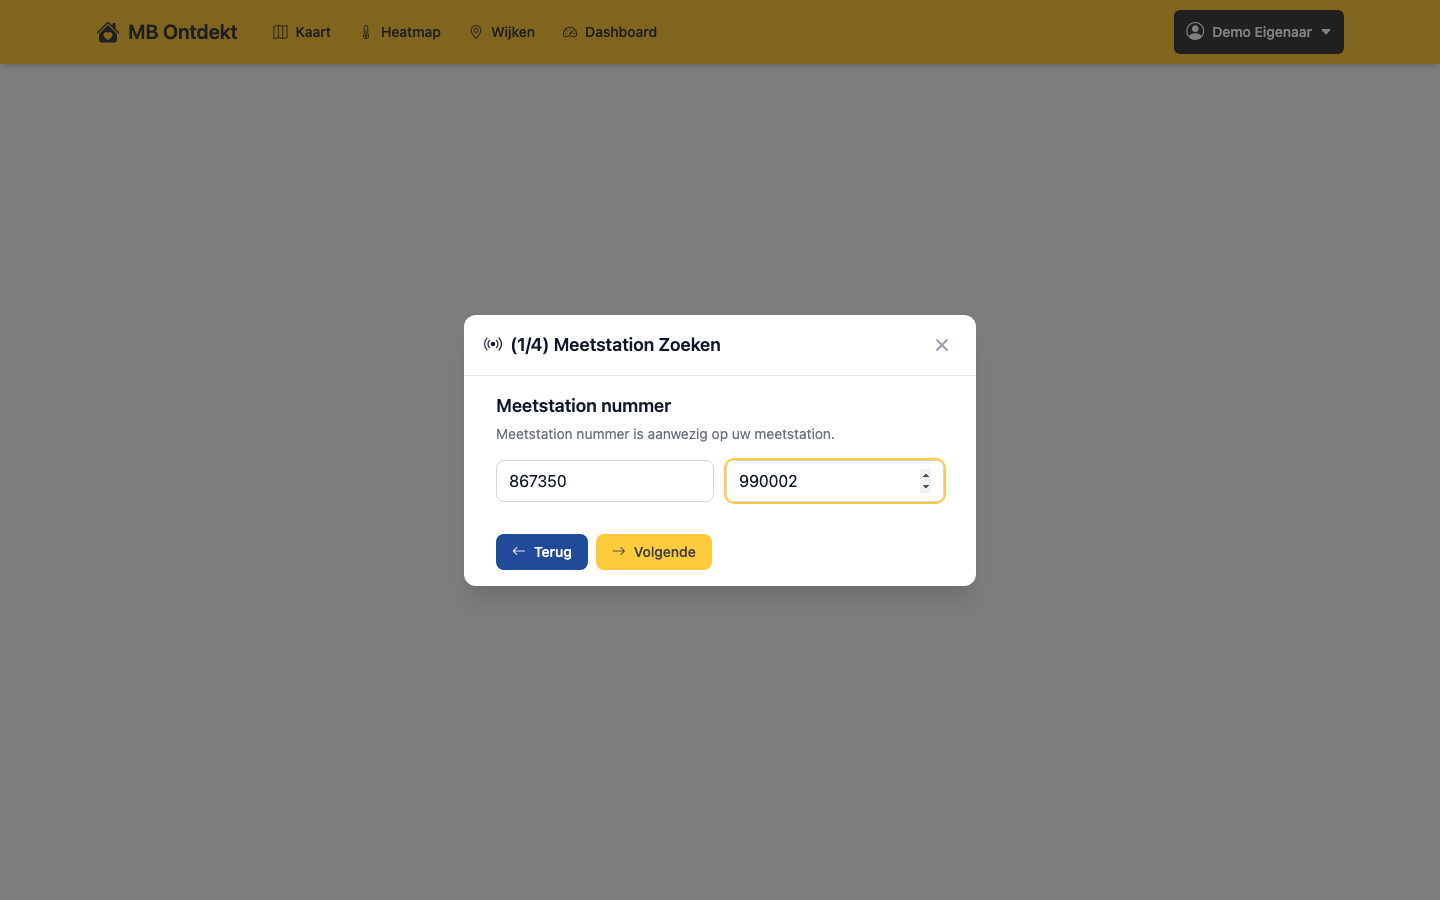 MB Ontdekt Kaart Heatmap Wijken Dashboard Demo Eigenaar
(1/4) Meetstation Zoeken
Meetstation nummer
Meetstation nummer is aanwezig op uw meetstation.
867350 990002
Terug Volgende